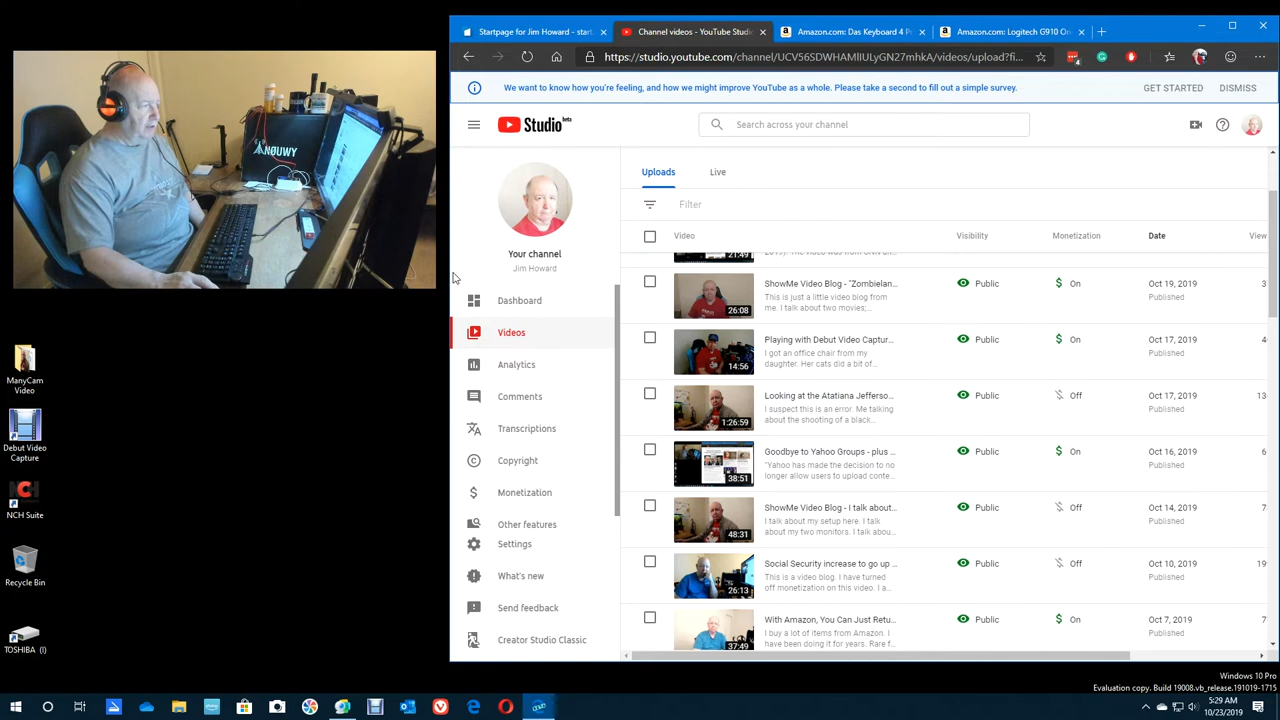 Startpage for Jim Howard - start.
Channel videos - YouTube Studio
Amazon.com: Das Keyboard 4 P
Amazon.com: Logitech G910 Or
https://studio.youtube.com/channel/UCV56SDWHAMlIULyGN27mhkA/videos/upload?fi...
We want to know how you're feeling, and how we might improve YouTube as a whole. Please take a second to fill out a simple survey.
GET STARTED
DISMISS
Studio beta
Search across your channel
ANOUWY
Your channel
Jim Howard
Dashboard
Videos
Analytics
Comments
Transcriptions
Copyright
Monetization
Other features
Settings
What's new
Send feedback
Creator Studio Classic
Uploads
Live
Filter
Video
Visibility
Monetization
Date
View
21:49
ShowMe Video Blog - "Zombielan...
This is just a little video blog from
me. I talk about two movies;...
26:08
Public
On
Oct 19, 2019
Published
3
Playing with Debut Video Captur...
I got an office chair from my
daughter. Her cats did a bit of...
14:56
Public
On
Oct 17, 2019
Published
4
Looking at the Atatiana Jefferso...
I suspect this is an error. Me talking
about the shooting of a black...
1:26:59
Public
Off
Oct 17, 2019
Published
13
Goodbye to Yahoo Groups - plus ...
"Yahoo has made the decision to no
longer allow users to upload conte...
38:51
Public
On
Oct 16, 2019
Published
6
ShowMe Video Blog - I talk about...
I talk about my setup here. I talk
about my two monitors. I talk abou...
48:31
Public
Off
Oct 14, 2019
Published
7
Social Security increase to go up ...
This is a video blog. I have turned
off monetization on this video. I a...
26:13
Public
Off
Oct 10, 2019
Published
19
With Amazon, You Can Just Retu...
I buy a lot of items from Amazon. I
have been doing it for years. Rare f...
37:49
Public
On
Oct 7, 2019
Published
7
ManyCam
Video
Debut Video
Capture
NCH Suite
Recycle Bin
TOSHIBA (I)
Windows 10 Pro
Evaluation copy. Build 19008.vb_release.191019-1715
5:29 AM
10/23/2019